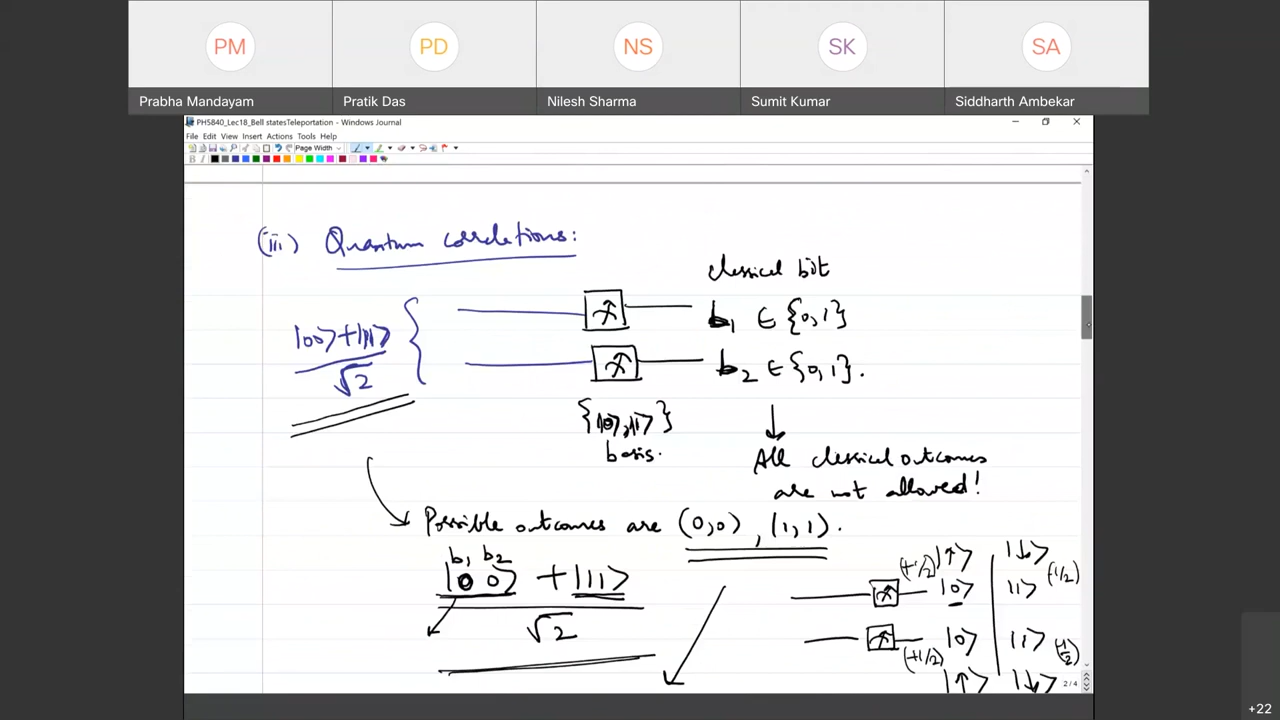 PM
PD
NS
SK
SA
Prabha Mandayam
Pratik Das
Nilesh Sharma
Sumit Kumar
Siddharth Ambekar
PH5840_Lec18_Bell statesTeleportation - Windows Journal
File Edit View Insert Actions Tools Help
Page Width
B I
(iii) Quantum correlations:
classical bit
|00⟩+|11⟩
√2
b₁ ∈ {0,1}
b₂ ∈ {0,1}.
{|0⟩,|1⟩}
basis.
All classical outcomes
are not allowed!
Possible outcomes are (0,0) , (1,1).
b₁ b₂
|0 0⟩ + |11⟩
√2
(+1/2) |↑⟩ |↓⟩
|0⟩ |1⟩ (-1/2)
|0⟩ |1⟩ (-1/2)
(+1/2)
|↑⟩ |↓⟩
2 / 4
+22